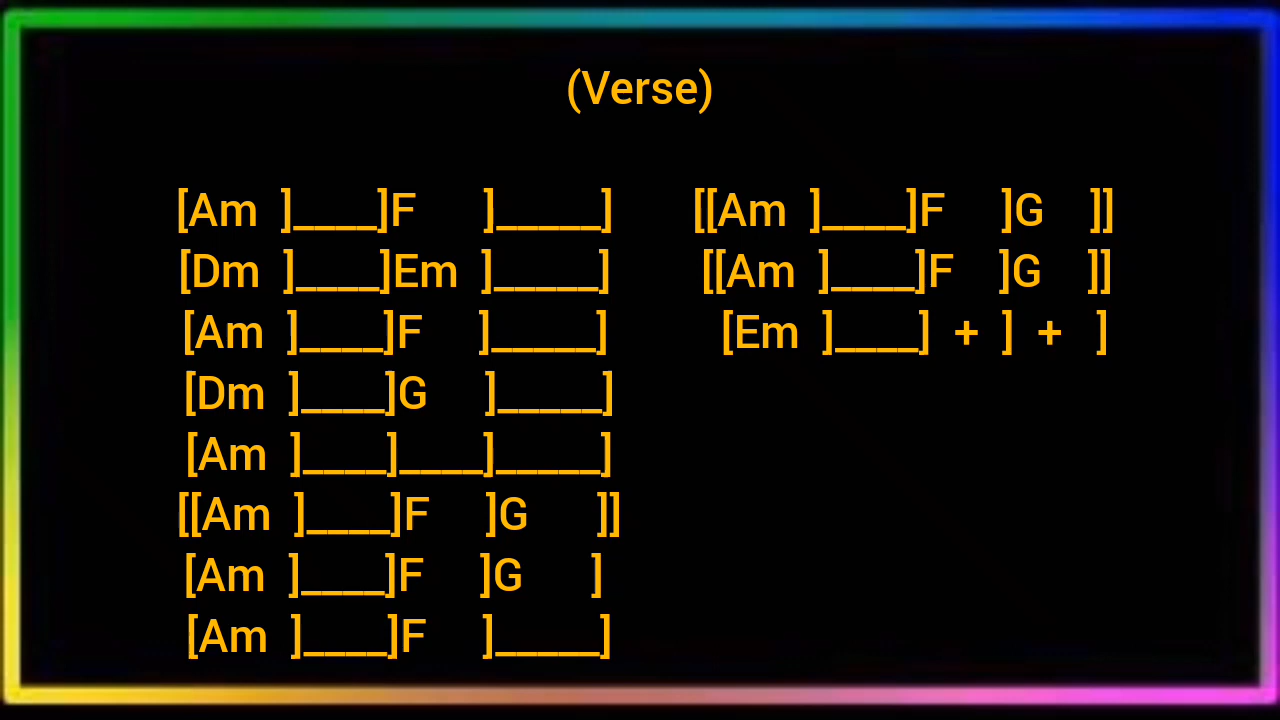 (Verse)
[Am  ]____]F      ]_____]
[Dm  ]____]Em  ]_____]
[Am  ]____]F     ]_____]
[Dm  ]____]G     ]_____]
[Am  ]____]____]_____]
[[Am  ]____]F     ]G      ]]
[Am  ]____]F     ]G      ]
[Am  ]____]F     ]_____]
[[Am  ]____]F     ]G    ]]
[[Am  ]____]F    ]G    ]]
[Em  ]____]  +  ]  +   ]